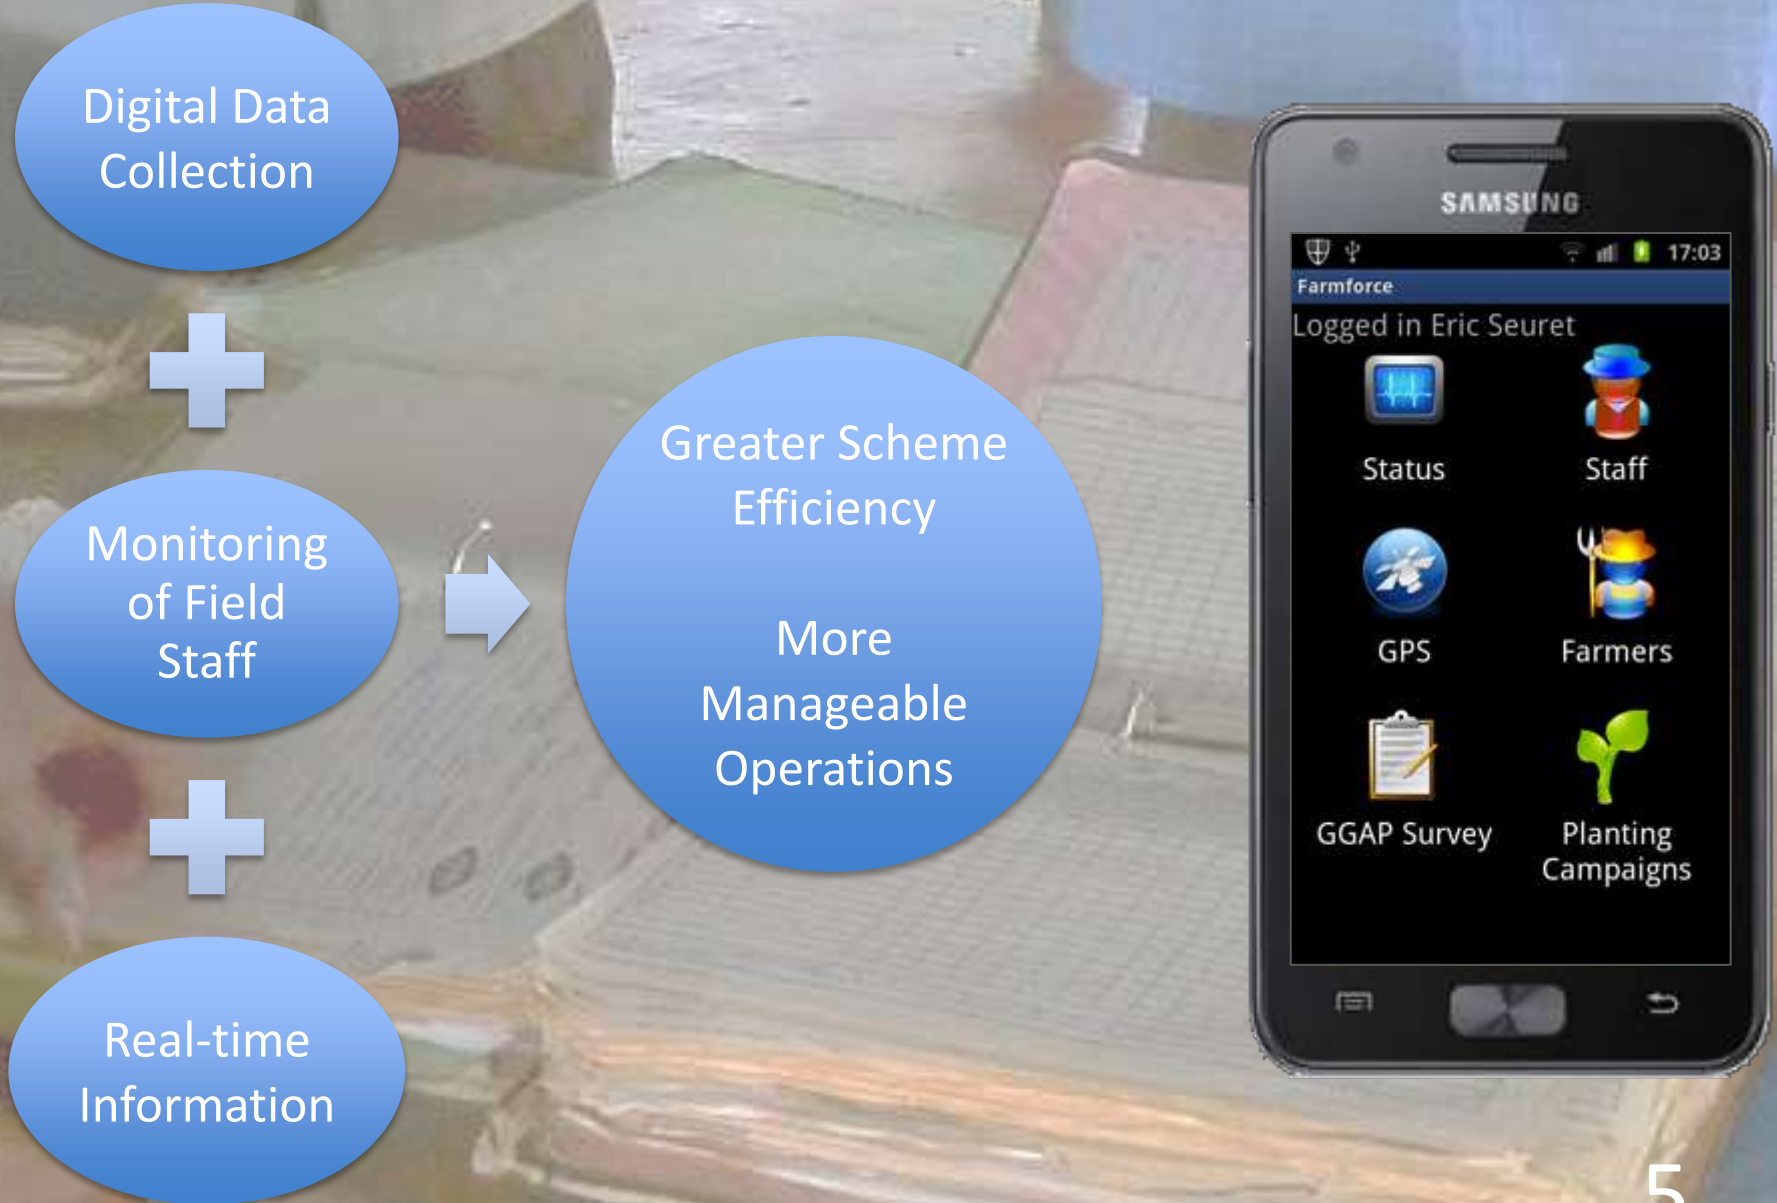 Digital Data
Collection
Monitoring
of Field
Staff
Real-time
Information
Greater Scheme
Efficiency
More
Manageable
Operations
SAMSUNG
17:03
Farmforce
Logged in Eric Seuret
Status
Staff
GPS
Farmers
GGAP Survey
Planting
Campaigns
5